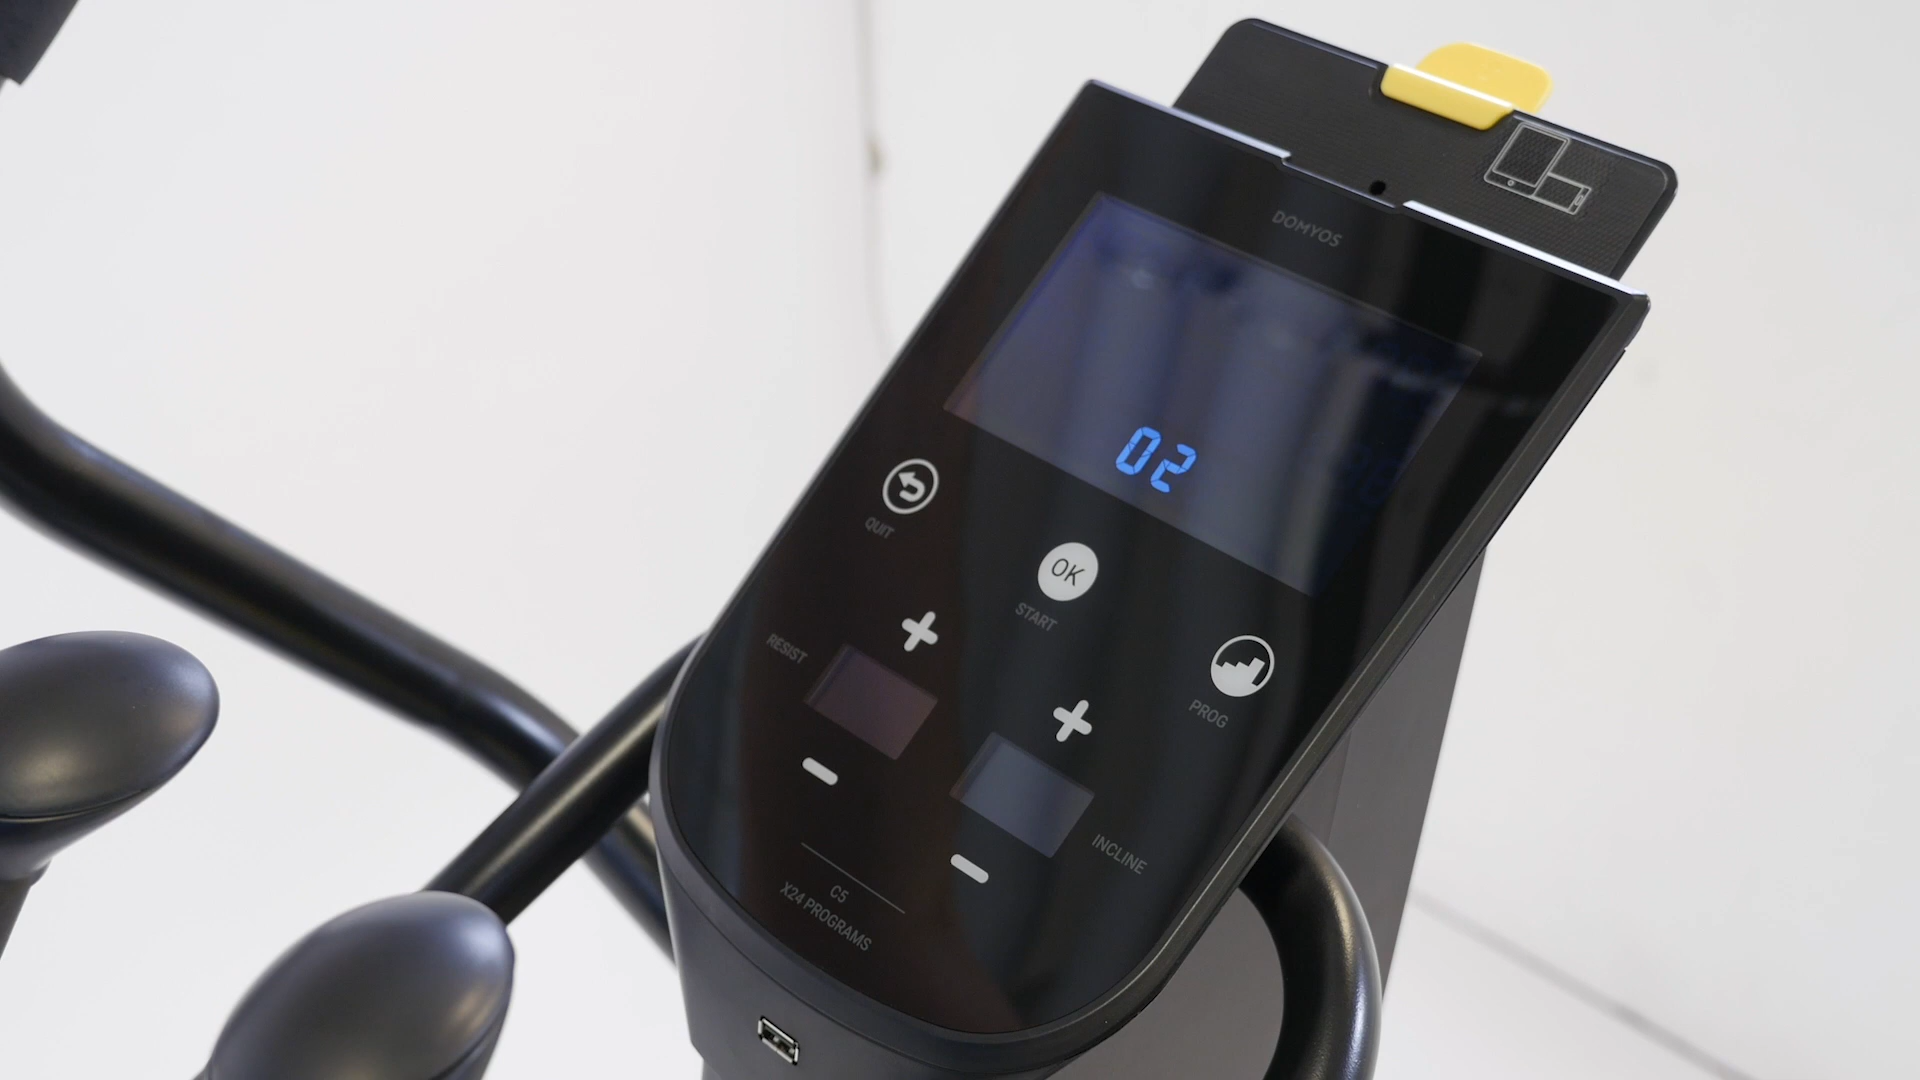 DOMYOS
02
QUIT
OK
START
RESIST
PROG
INCLINE
C5
X24 PROGRAMS